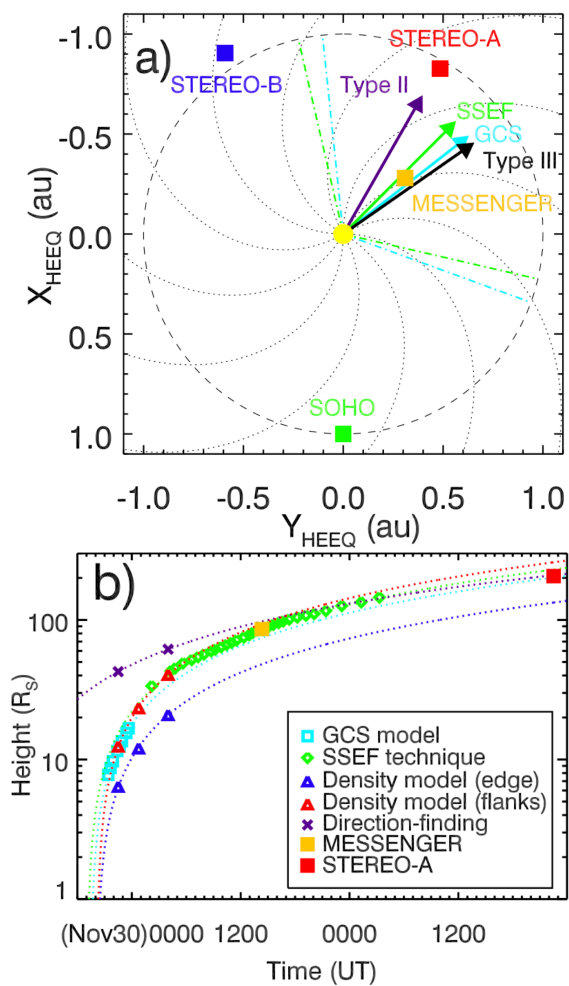 a)
-1.0
-0.5
0.0
0.5
1.0
X_HEEQ (au)
STEREO-A
STEREO-B
Type II
SSEF
GCS
Type III
MESSENGER
SOHO
-1.0 -0.5 0.0 0.5 1.0
Y_HEEQ (au)
b)
100
10
1
Height (R_S)
GCS model
SSEF technique
Density model (edge)
Density model (flanks)
Direction-finding
MESSENGER
STEREO-A
(Nov30) 0000 1200 0000 1200
Time (UT)